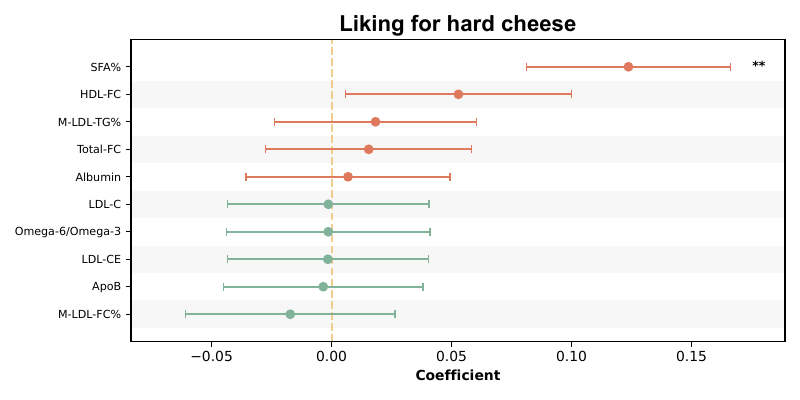 Liking for hard cheese
SFA%
**
HDL-FC
M-LDL-TG%
Total-FC
Albumin
LDL-C
Omega-6/Omega-3
LDL-CE
ApoB
M-LDL-FC%
−0.05 0.00 0.05 0.10 0.15
Coefficient